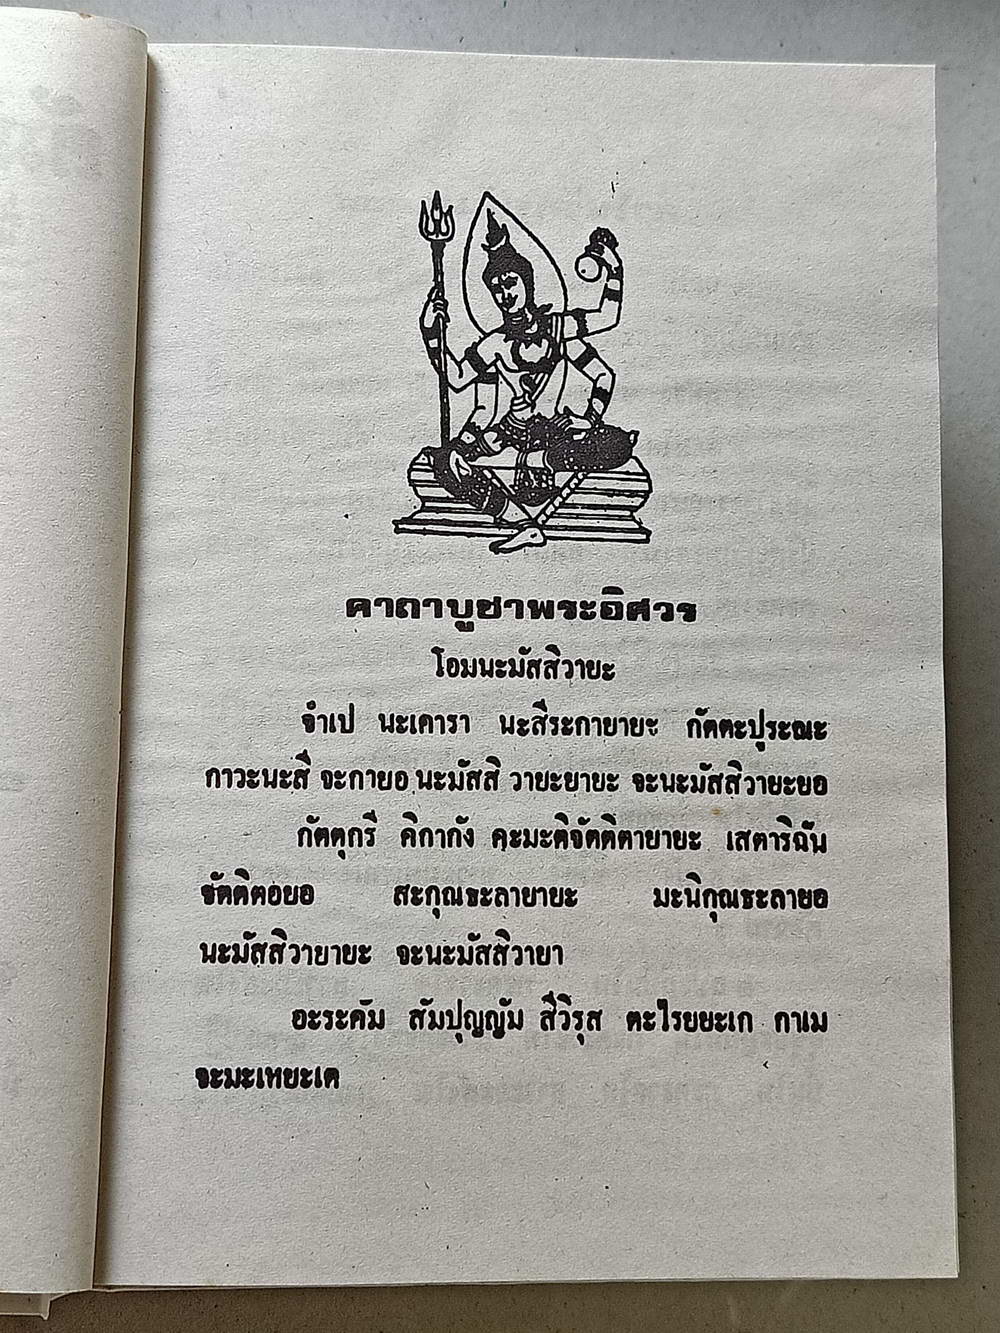 คาถาบูชาพระอิศวร
โอมนะมัสสิวายะ
จำเป นะเคารา นะสีระกายายะ กัตตะปุระณะ
กาวะนะสี จะกายอ นะมัสสิ วายะยายะ จะนะมัสสิวายะยอ
กัตตุกรี คิกากัง คะมะติจัตติตายายะ เสตาริฉัน
จัตติตอยอ สะกุณธะลายายะ มะนิกุณธะลายอ
นะมัสสิวายายะ จะนะมัสสิวายา
อะระคัม สัมปุญญัม สีวิรุส ตะไรยยะเก กาเม
จะมะเทยะเต